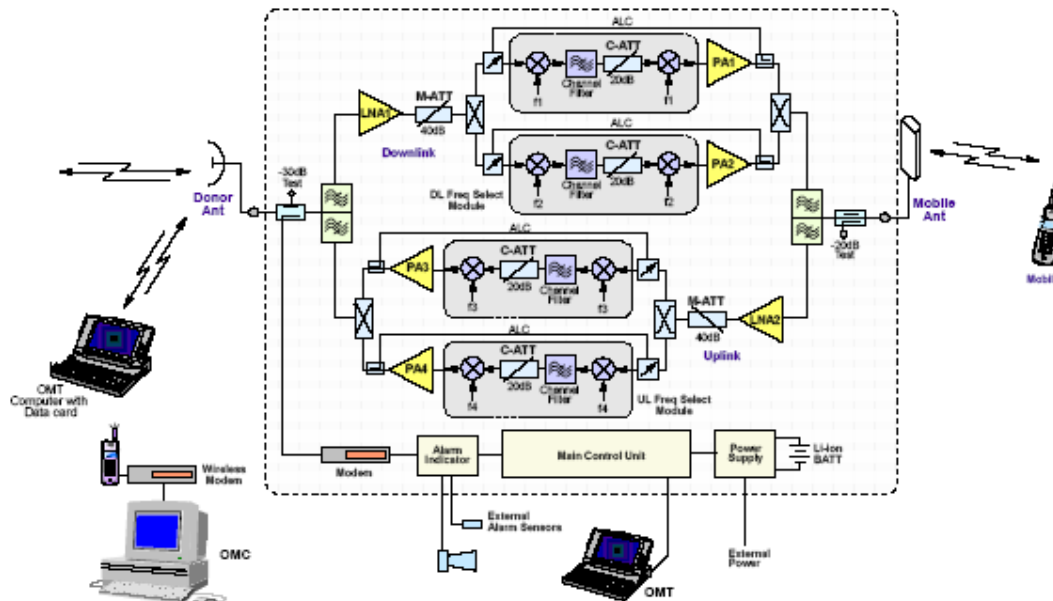 ALC
C-ATT
PA1
20dB
Channel
Filter
f1
f1
LNA1
M-ATT
40dB
Downlink
ALC
C-ATT
PA2
20dB
Channel
Filter
f2
f2
DL Freq Select
Module
-30dB
Test
Donor
Ant
Mobile
Ant
-20dB
Test
Mobile
ALC
PA3
C-ATT
20dB
Channel
Filter
f3
f3
M-ATT
40dB
LNA2
Uplink
ALC
PA4
C-ATT
20dB
Channel
Filter
f4
f4
UL Freq Select
Module
OMT
Computer with
Data card
Wireless
Modem
OMC
Modem
Alarm
Indicator
Main Control Unit
Power
Supply
Li-Ion
BATT
External
Alarm Sensors
OMT
External
Power